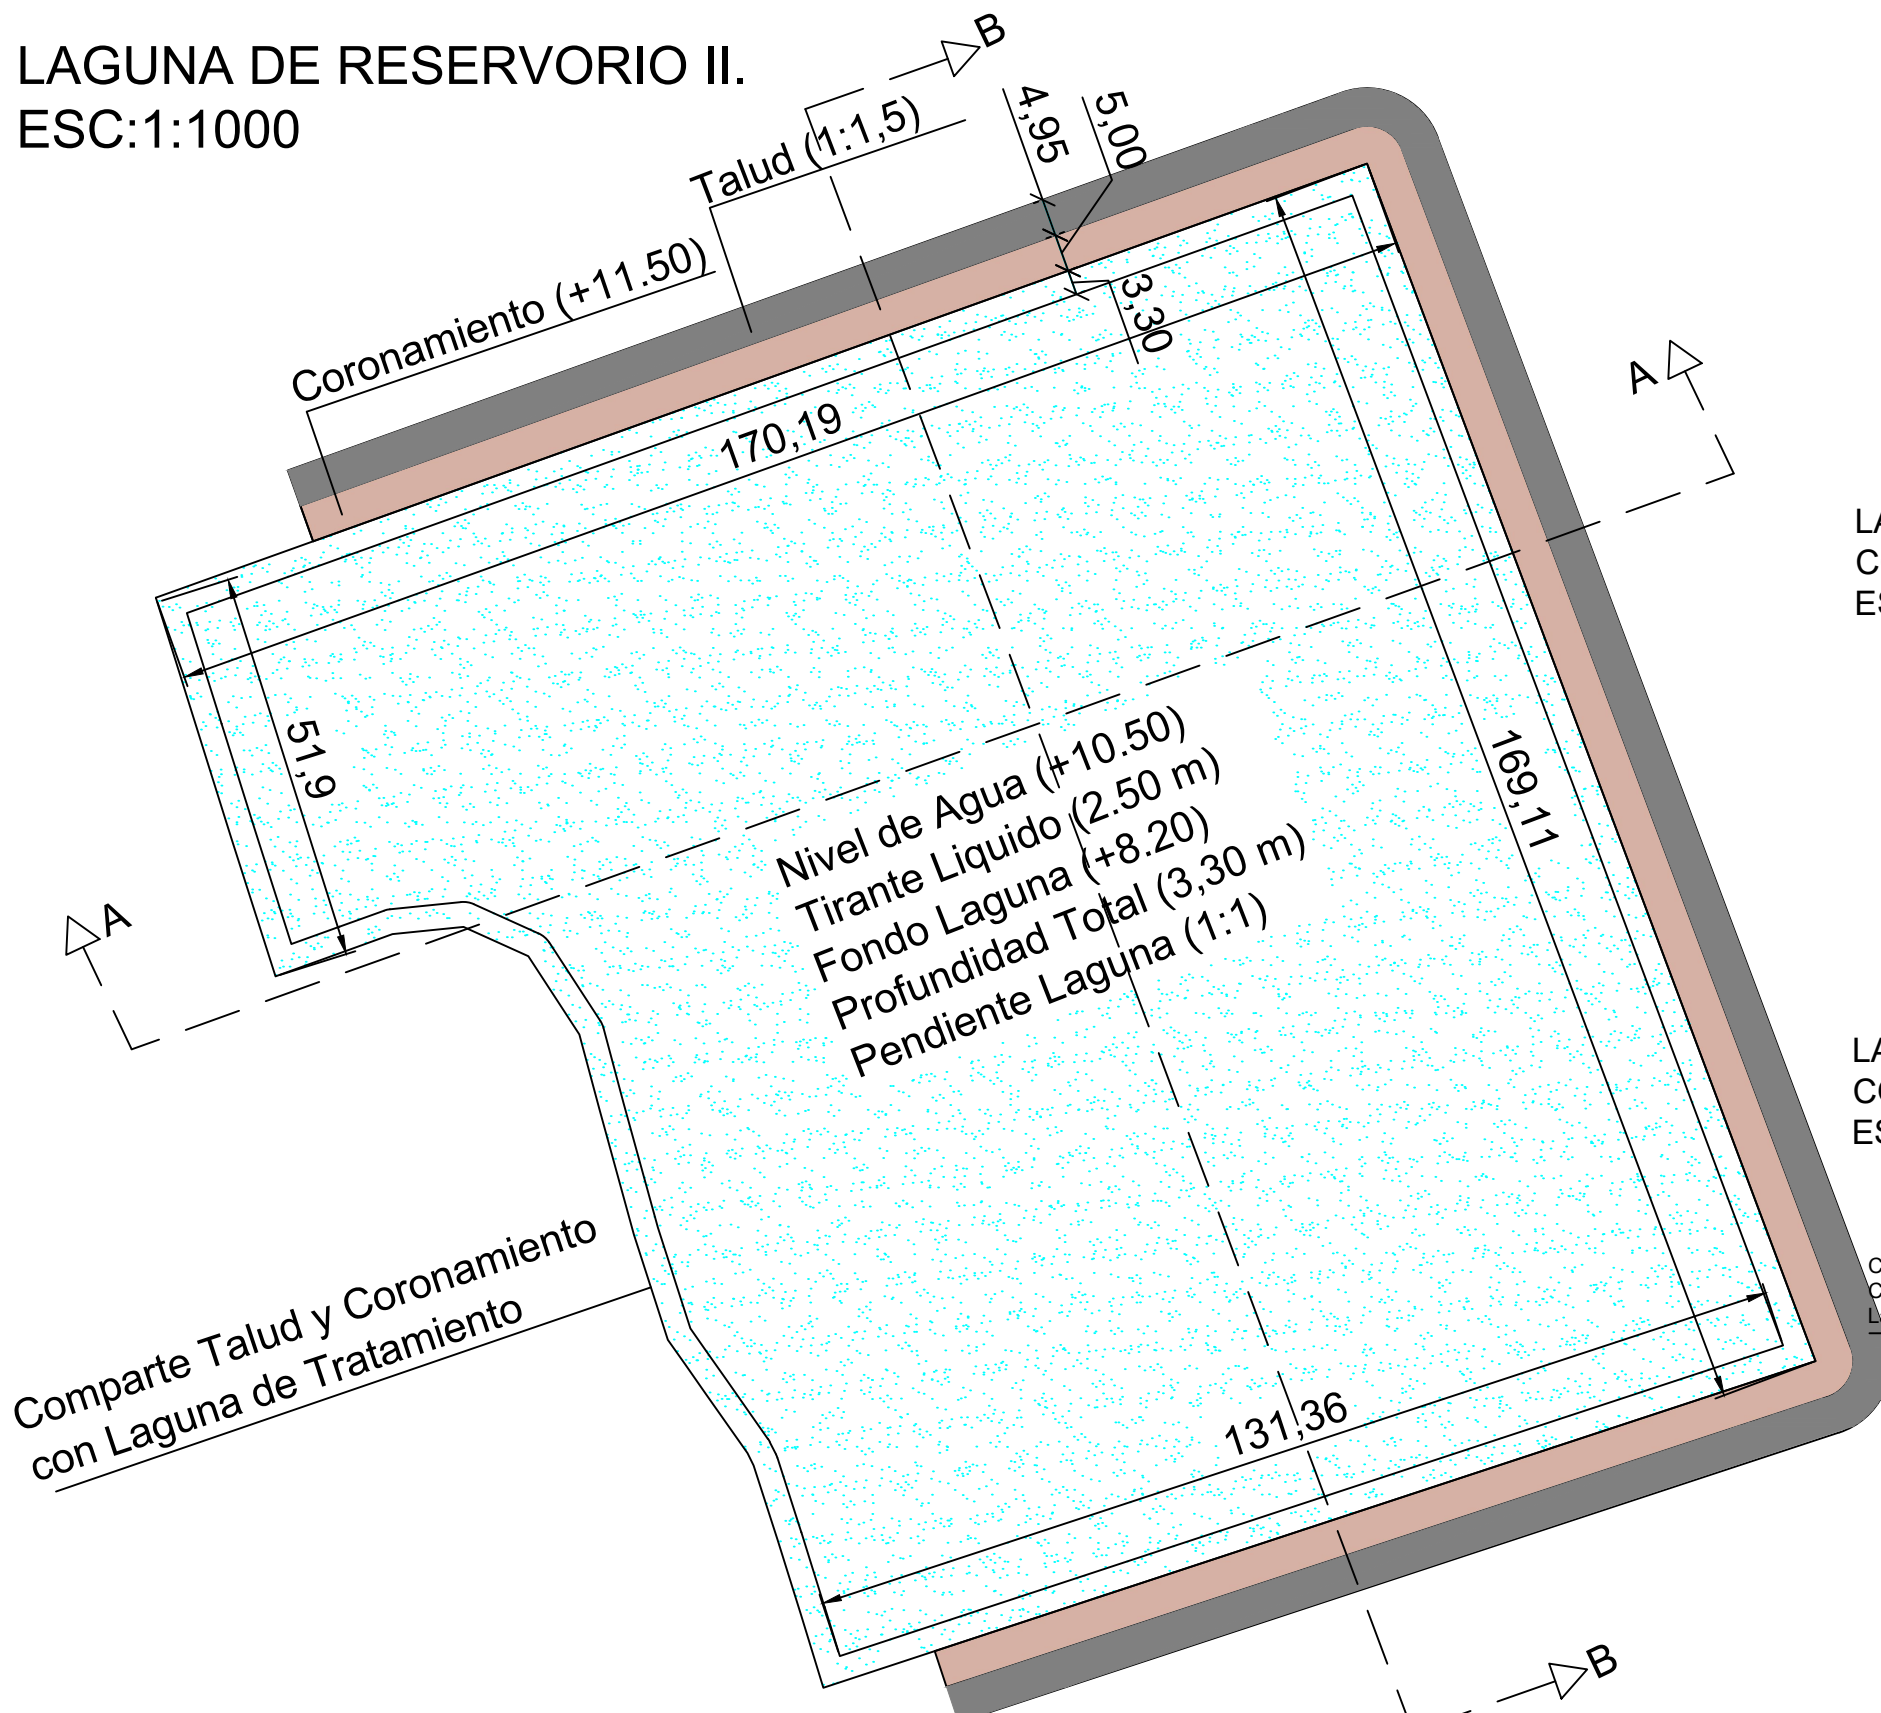 LAGUNA DE RESERVORIO II.
ESC:1:1000
B
Talud (1:1,5)
4,95
5,00
Coronamiento (+11.50)
3,30
170,19
A
51,9
169,11
Nivel de Agua (+10.50)
Tirante Liquido (2.50 m)
Fondo Laguna (+8.20)
Profundidad Total (3,30 m)
Pendiente Laguna (1:1)
A
Comparte Talud y Coronamiento
con Laguna de Tratamiento
131,36
B